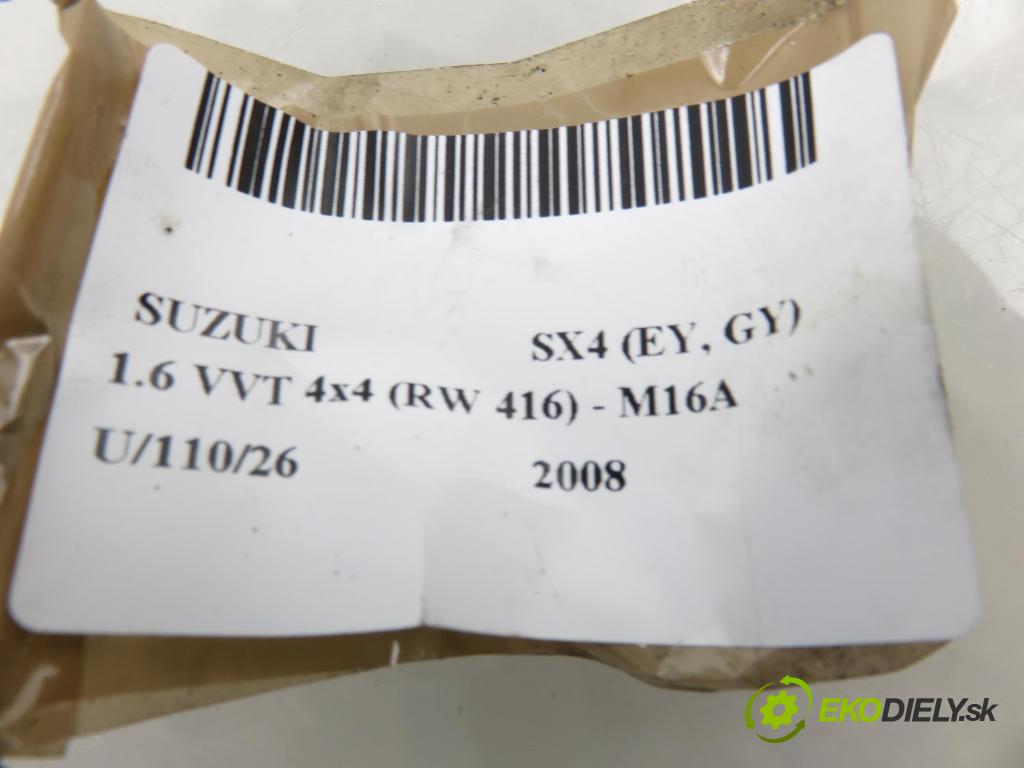 SUZUKI SX4 (EY, GY)
1.6 VVT 4x4 (RW 416) - M16A
U/110/26 2008
EKODIELY.sk